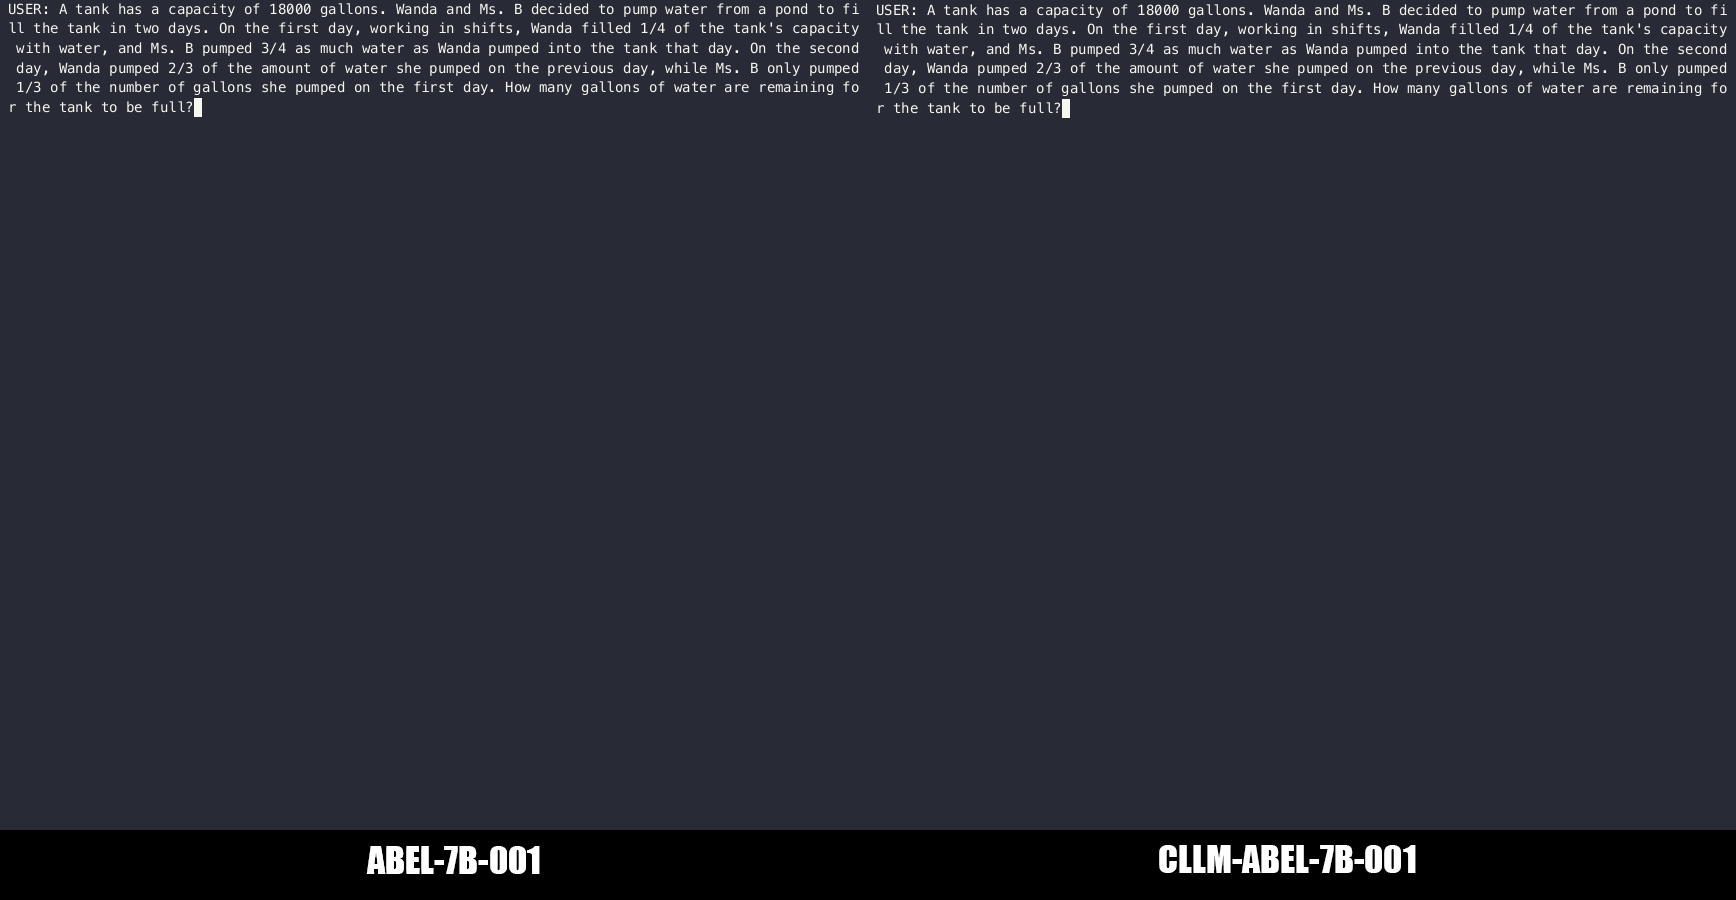 USER: A tank has a capacity of 18000 gallons. Wanda and Ms. B decided to pump water from a pond to fi
ll the tank in two days. On the first day, working in shifts, Wanda filled 1/4 of the tank's capacity
with water, and Ms. B pumped 3/4 as much water as Wanda pumped into the tank that day. On the second
day, Wanda pumped 2/3 of the amount of water she pumped on the previous day, while Ms. B only pumped
1/3 of the number of gallons she pumped on the first day. How many gallons of water are remaining fo
r the tank to be full?
USER: A tank has a capacity of 18000 gallons. Wanda and Ms. B decided to pump water from a pond to fi
ll the tank in two days. On the first day, working in shifts, Wanda filled 1/4 of the tank's capacity
with water, and Ms. B pumped 3/4 as much water as Wanda pumped into the tank that day. On the second
day, Wanda pumped 2/3 of the amount of water she pumped on the previous day, while Ms. B only pumped
1/3 of the number of gallons she pumped on the first day. How many gallons of water are remaining fo
r the tank to be full?
ABEL-7B-001
CLLM-ABEL-7B-001